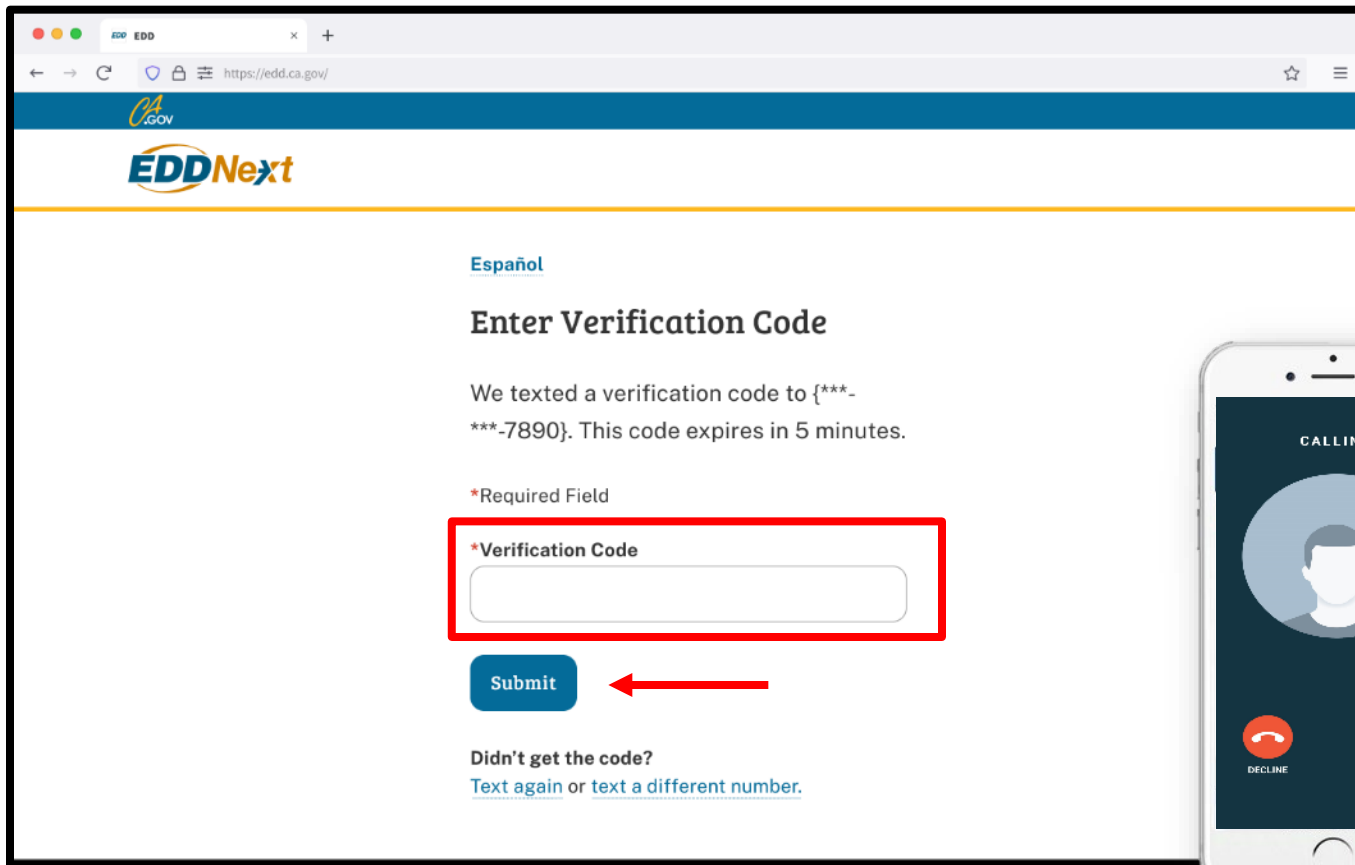 EDD EDD × +
https://edd.ca.gov/
CA.GOV
EDDNext
Español
Enter Verification Code
We texted a verification code to {***-
***-7890}. This code expires in 5 minutes.
*Required Field
*Verification Code
Submit
Didn't get the code?
Text again or text a different number.
CALLIN
DECLINE